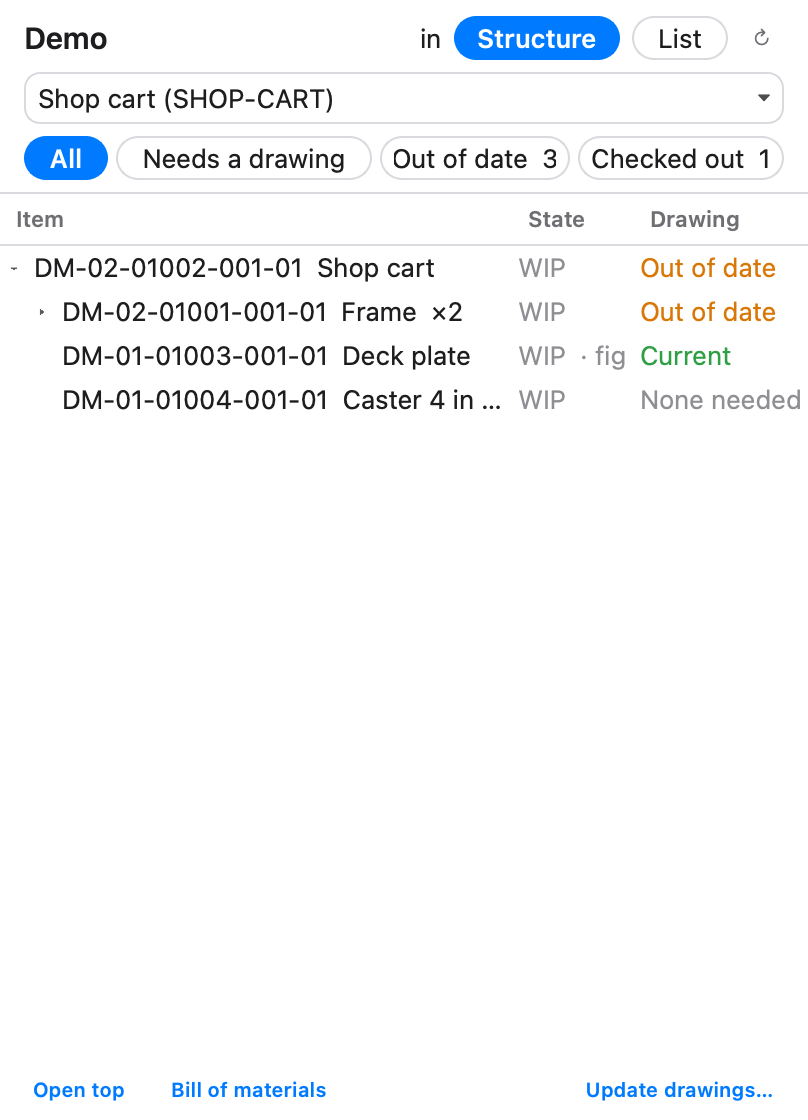 Demo in Structure List
Shop cart (SHOP-CART)
All Needs a drawing Out of date 3 Checked out 1
Item State Drawing
DM-02-01002-001-01 Shop cart WIP Out of date
DM-02-01001-001-01 Frame ×2 WIP Out of date
DM-01-01003-001-01 Deck plate WIP · fig Current
DM-01-01004-001-01 Caster 4 in ... WIP None needed
Open top Bill of materials Update drawings...